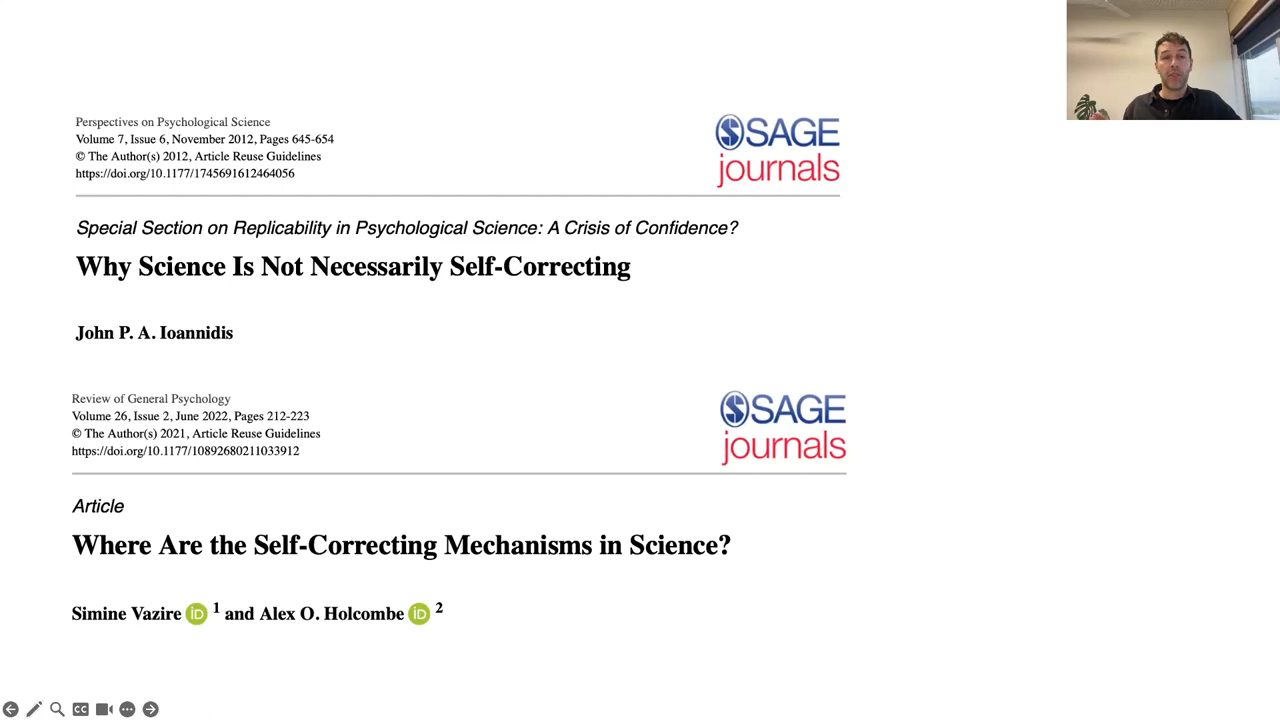 Perspectives on Psychological Science
Volume 7, Issue 6, November 2012, Pages 645-654
© The Author(s) 2012, Article Reuse Guidelines
https://doi.org/10.1177/1745691612464056
SAGE
journals
Special Section on Replicability in Psychological Science: A Crisis of Confidence?
Why Science Is Not Necessarily Self-Correcting
John P. A. Ioannidis
Review of General Psychology
Volume 26, Issue 2, June 2022, Pages 212-223
© The Author(s) 2021, Article Reuse Guidelines
https://doi.org/10.1177/10892680211033912
SAGE
journals
Article
Where Are the Self-Correcting Mechanisms in Science?
Simine Vazire iD 1 and Alex O. Holcombe iD 2
CC